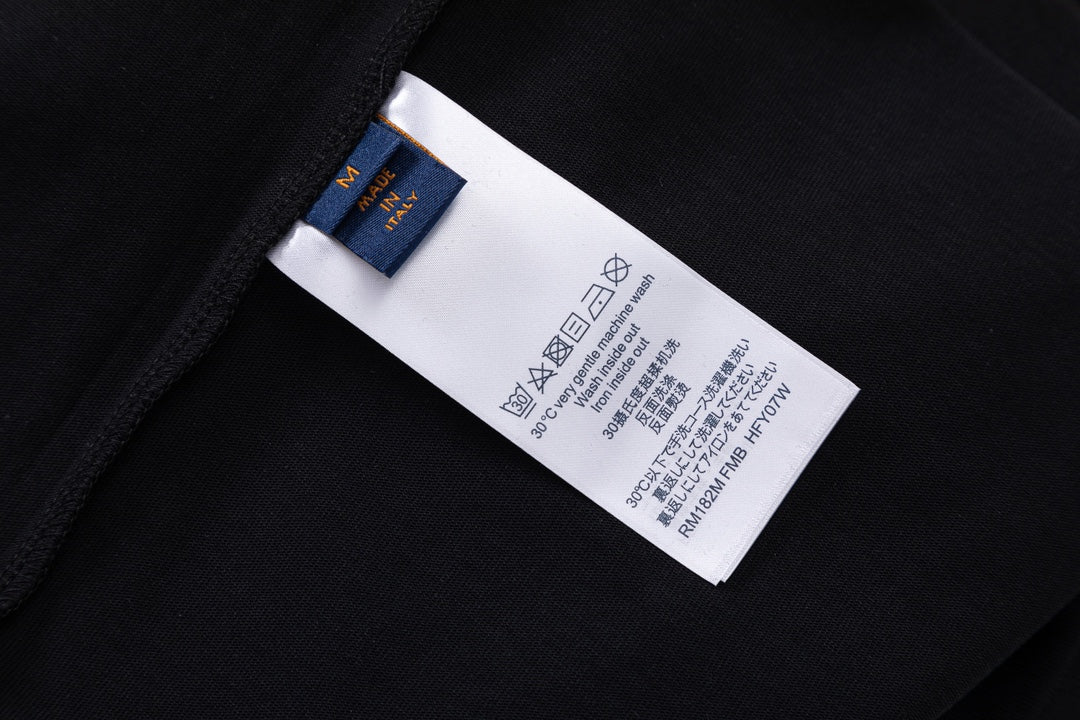 M
MADE
IN
ITALY
30
30°C very gentle machine wash
Wash inside out
Iron inside out
30摄氏度超揉机洗
反面洗涤
反面熨烫
30℃以下で手洗コース洗濯機洗い
裏返しにして洗濯してください
裏返しにしてアイロンをあててください
RM182M FMB HFY07W